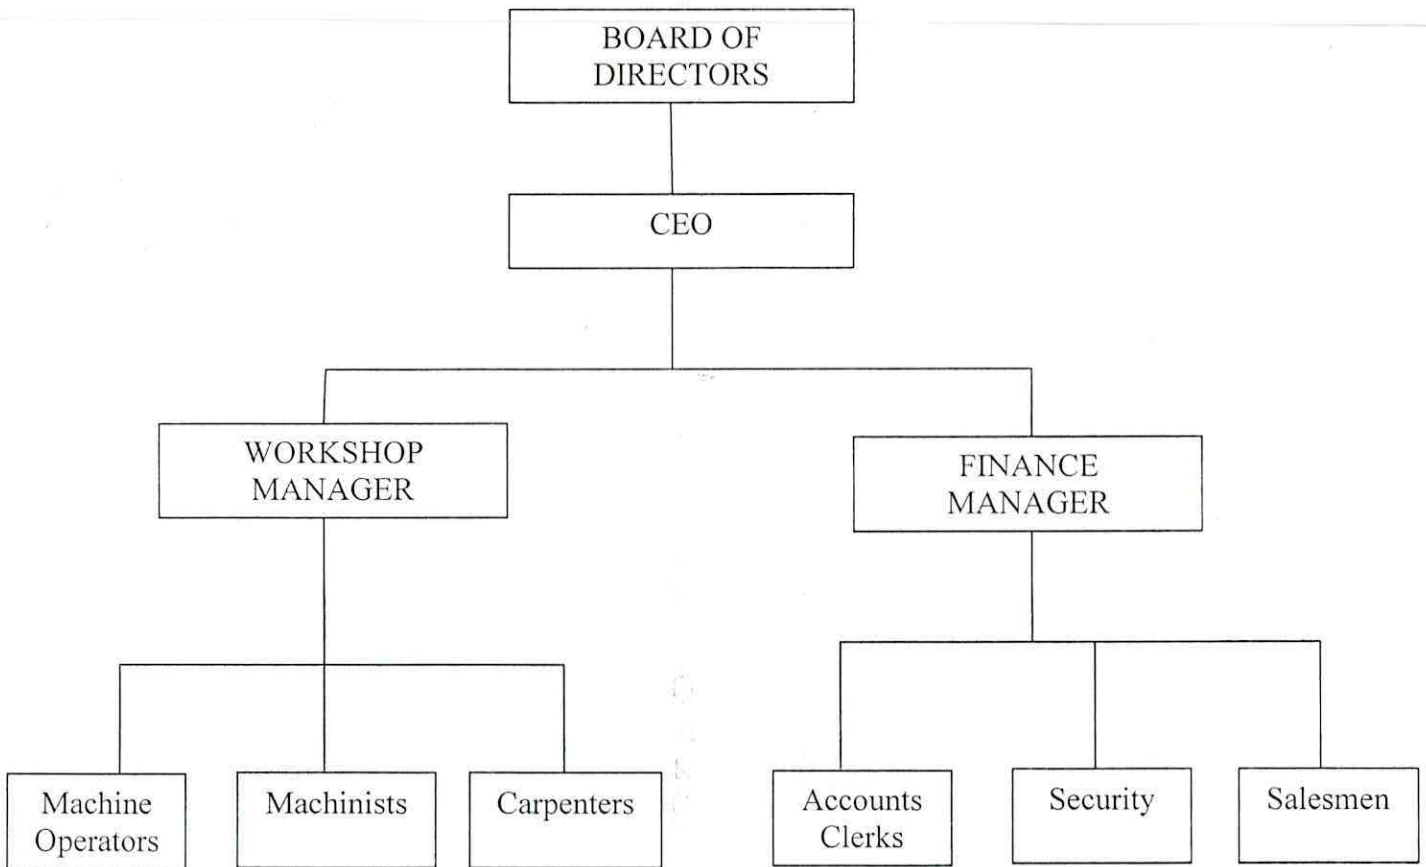 BOARD OF
DIRECTORS
CEO
WORKSHOP
MANAGER
FINANCE
MANAGER
Machine
Operators
Machinists
Carpenters
Accounts
Clerks
Security
Salesmen